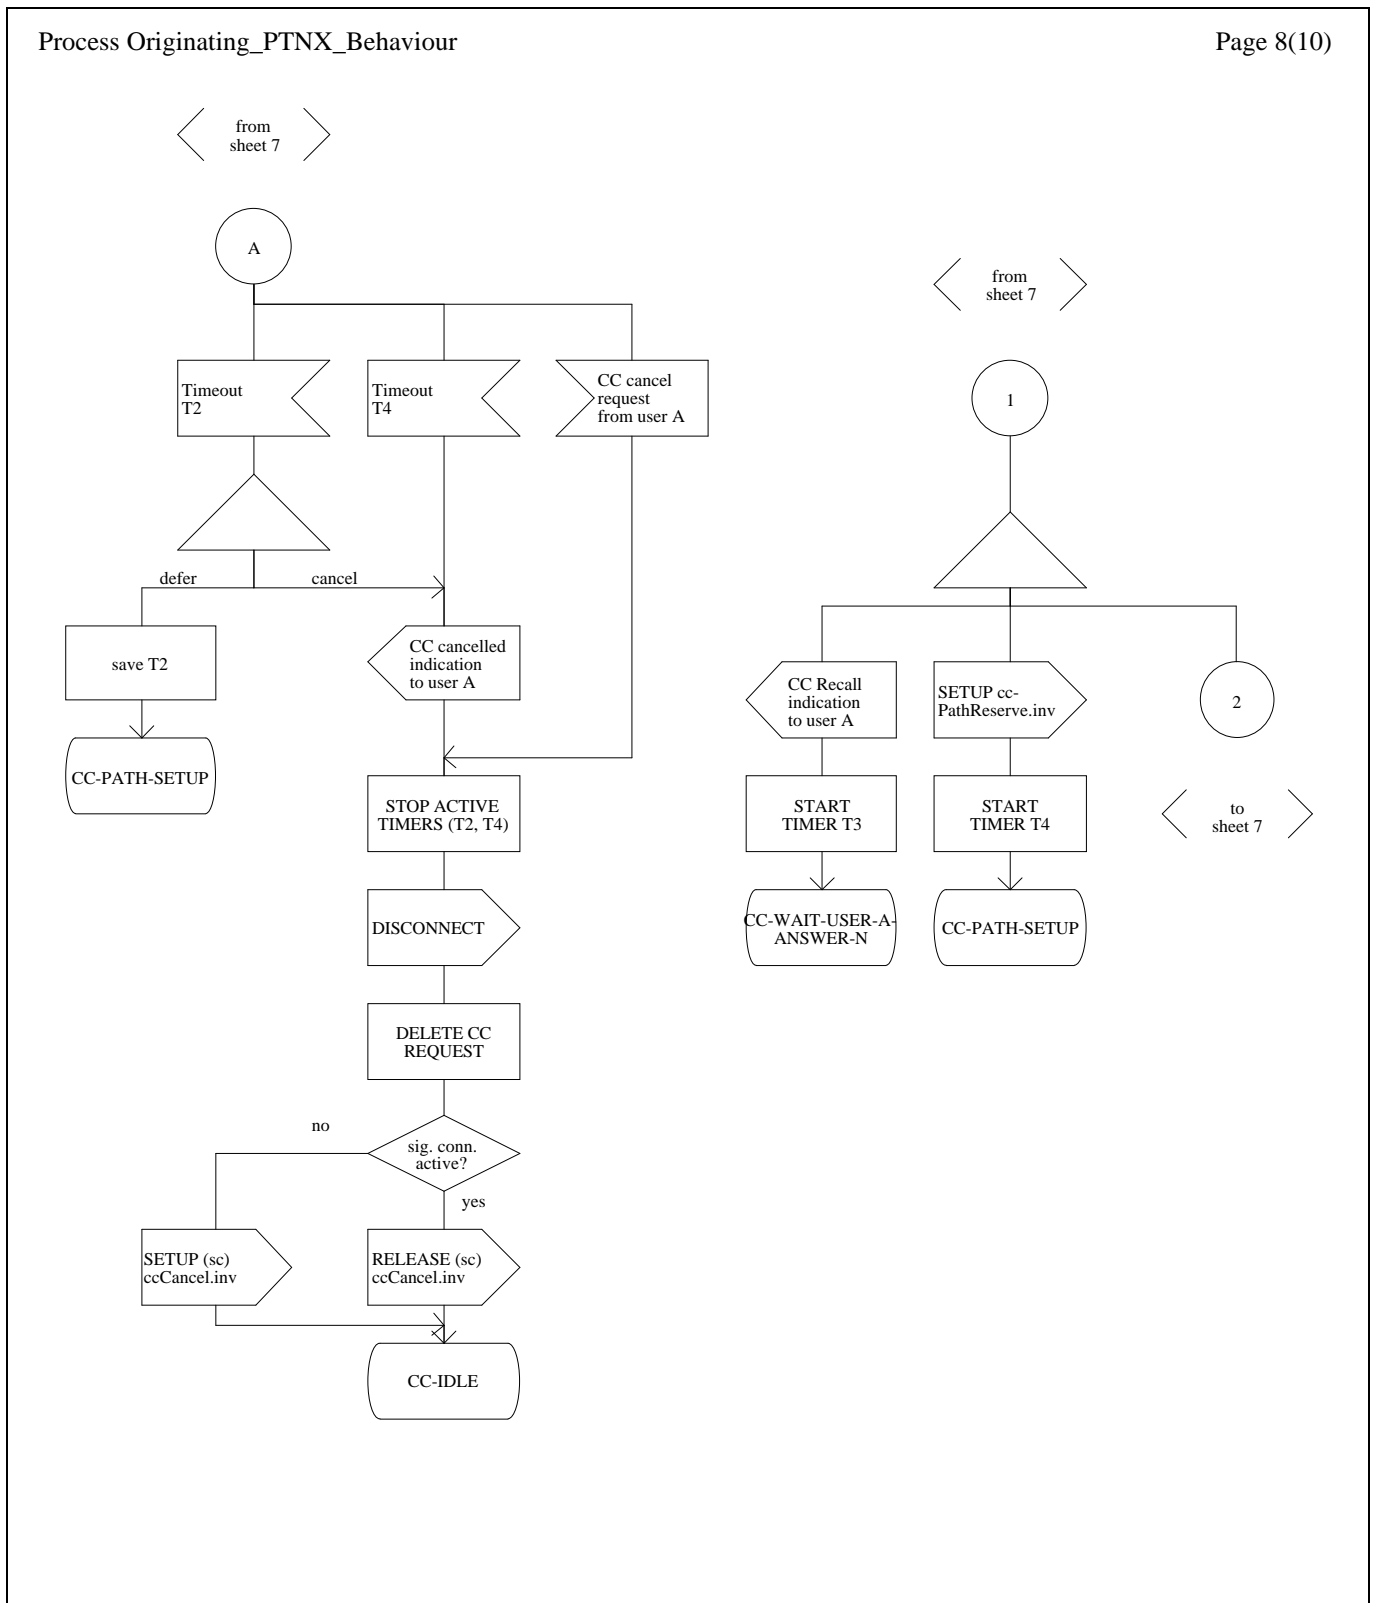 Process Originating_PTNX_Behaviour
Page 8(10)
from
sheet 7
A
Timeout
T2
Timeout
T4
CC cancel
request
from user A
defer
cancel
save T2
CC-PATH-SETUP
CC cancelled
indication
to user A
STOP ACTIVE
TIMERS (T2, T4)
DISCONNECT
DELETE CC
REQUEST
sig. conn.
active?
no
yes
SETUP (sc)
ccCancel.inv
RELEASE (sc)
ccCancel.inv
CC-IDLE
from
sheet 7
1
CC Recall
indication
to user A
START
TIMER T3
CC-WAIT-USER-A-
ANSWER-N
SETUP cc-
PathReserve.inv
START
TIMER T4
CC-PATH-SETUP
2
to
sheet 7